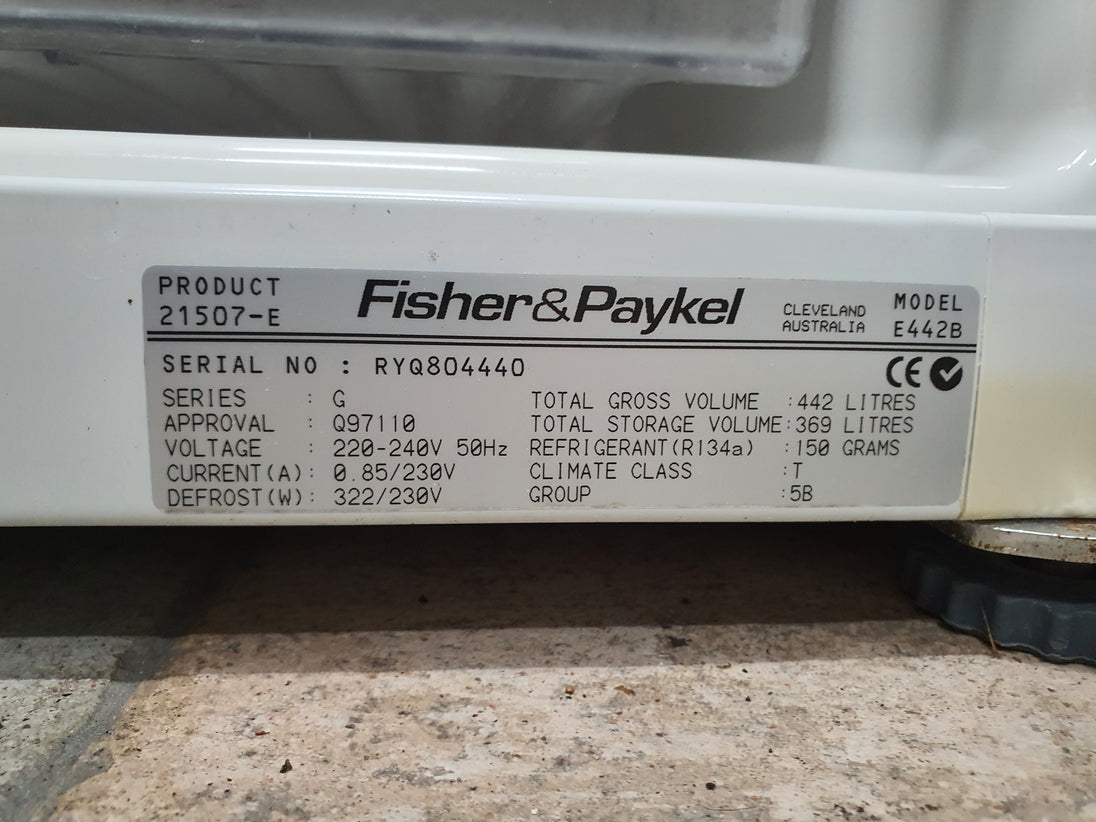 PRODUCT
21507-E
Fisher&Paykel
CLEVELAND
AUSTRALIA
MODEL
E442B
SERIAL NO : RYQ804440
CE
SERIES : G
APPROVAL : Q97110
VOLTAGE : 220-240V 50Hz
CURRENT(A): 0.85/230V
DEFROST(W): 322/230V
TOTAL GROSS VOLUME :442 LITRES
TOTAL STORAGE VOLUME:369 LITRES
REFRIGERANT(R134a) :150 GRAMS
CLIMATE CLASS :T
GROUP :5B